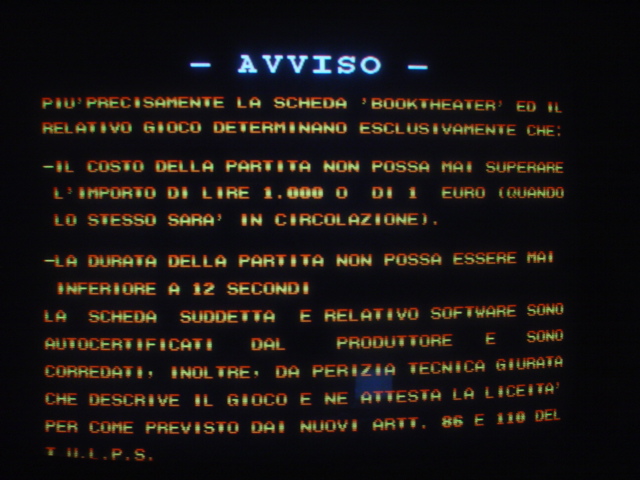 - AVVISO -
PIU'PRECISAMENTE LA SCHEDA 'BOOKTHEATER' ED IL
RELATIVO GIOCO DETERMINANO ESCLUSIVAMENTE CHE:
-IL COSTO DELLA PARTITA NON POSSA MAI SUPERARE
L'IMPORTO DI LIRE 1.000 O DI 1 EURO (QUANDO
LO STESSO SARA' IN CIRCOLAZIONE).
-LA DURATA DELLA PARTITA NON POSSA ESSERE MAI
INFERIORE A 12 SECONDI
LA SCHEDA SUDDETTA E RELATIVO SOFTWARE SONO
AUTOCERTIFICATI DAL PRODUTTORE E SONO
CORREDATI, INOLTRE, DA PERIZIA TECNICA GIURATA
CHE DESCRIVE IL GIOCO E NE ATTESTA LA LICEITA'
PER COME PREVISTO DAI NUOVI ARTT. 86 E 110 DEL
T.U.L.P.S.